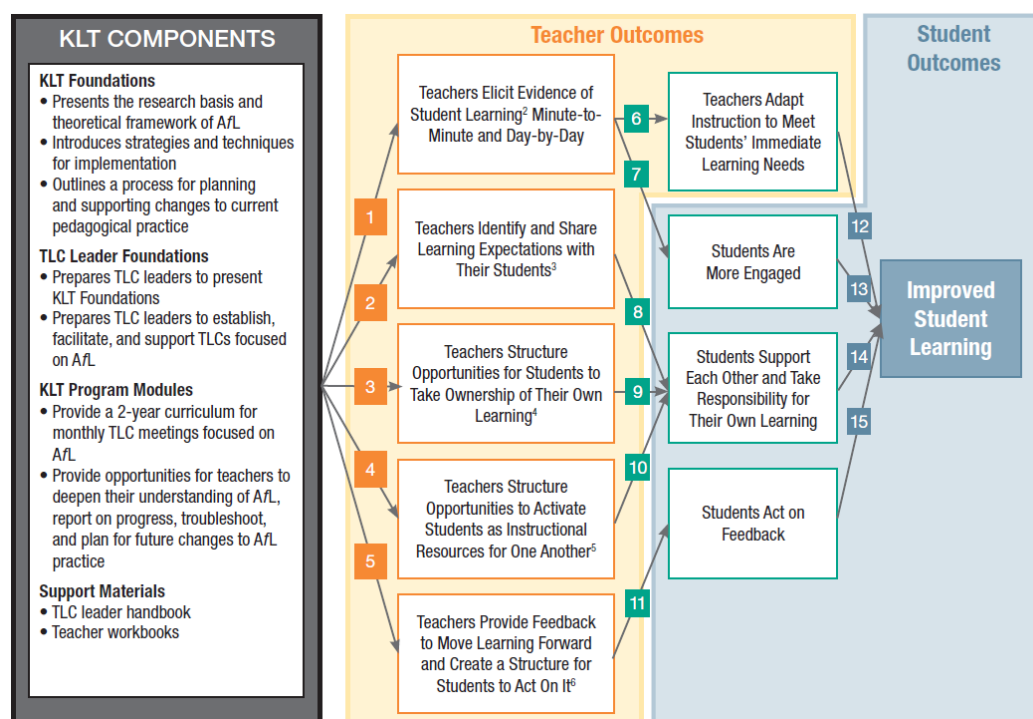 KLT COMPONENTS
KLT Foundations
• Presents the research basis and
theoretical framework of AfL
• Introduces strategies and techniques
for implementation
• Outlines a process for planning
and supporting changes to current
pedagogical practice
TLC Leader Foundations
• Prepares TLC leaders to present
KLT Foundations
• Prepares TLC leaders to establish,
facilitate, and support TLCs focused
on AfL
KLT Program Modules
• Provide a 2-year curriculum for
monthly TLC meetings focused on
AfL
• Provide opportunities for teachers to
deepen their understanding of AfL,
report on progress, troubleshoot,
and plan for future changes to AfL
practice
Support Materials
• TLC leader handbook
• Teacher workbooks
1
2
3
4
5
Teacher Outcomes
Teachers Elicit Evidence of
Student Learning² Minute-to-
Minute and Day-by-Day
Teachers Identify and Share
Learning Expectations with
Their Students³
Teachers Structure
Opportunities for Students to
Take Ownership of Their Own
Learning⁴
Teachers Structure
Opportunities to Activate
Students as Instructional
Resources for One Another⁵
Teachers Provide Feedback
to Move Learning Forward
and Create a Structure for
Students to Act On It⁶
6
7
8
9
10
11
Teachers Adapt
Instruction to Meet
Students’ Immediate
Learning Needs
Students Are
More Engaged
Students Support
Each Other and Take
Responsibility for
Their Own Learning
Students Act on
Feedback
12
13
14
15
Student
Outcomes
Improved
Student
Learning